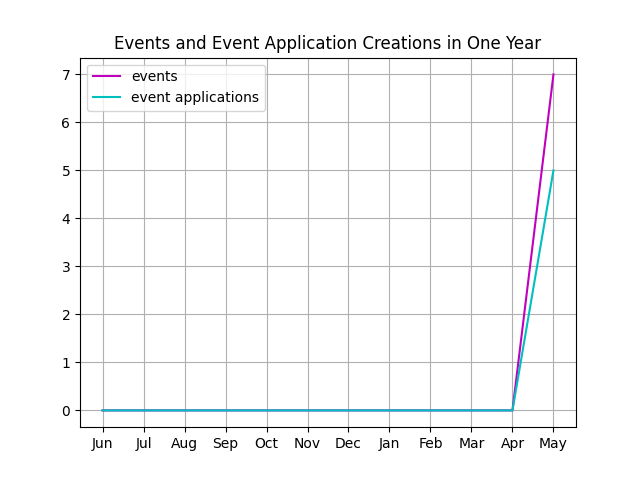 Events and Event Application Creations in One Year
events
event applications
7
6
5
4
3
2
1
0
Jun Jul Aug Sep Oct Nov Dec Jan Feb Mar Apr May